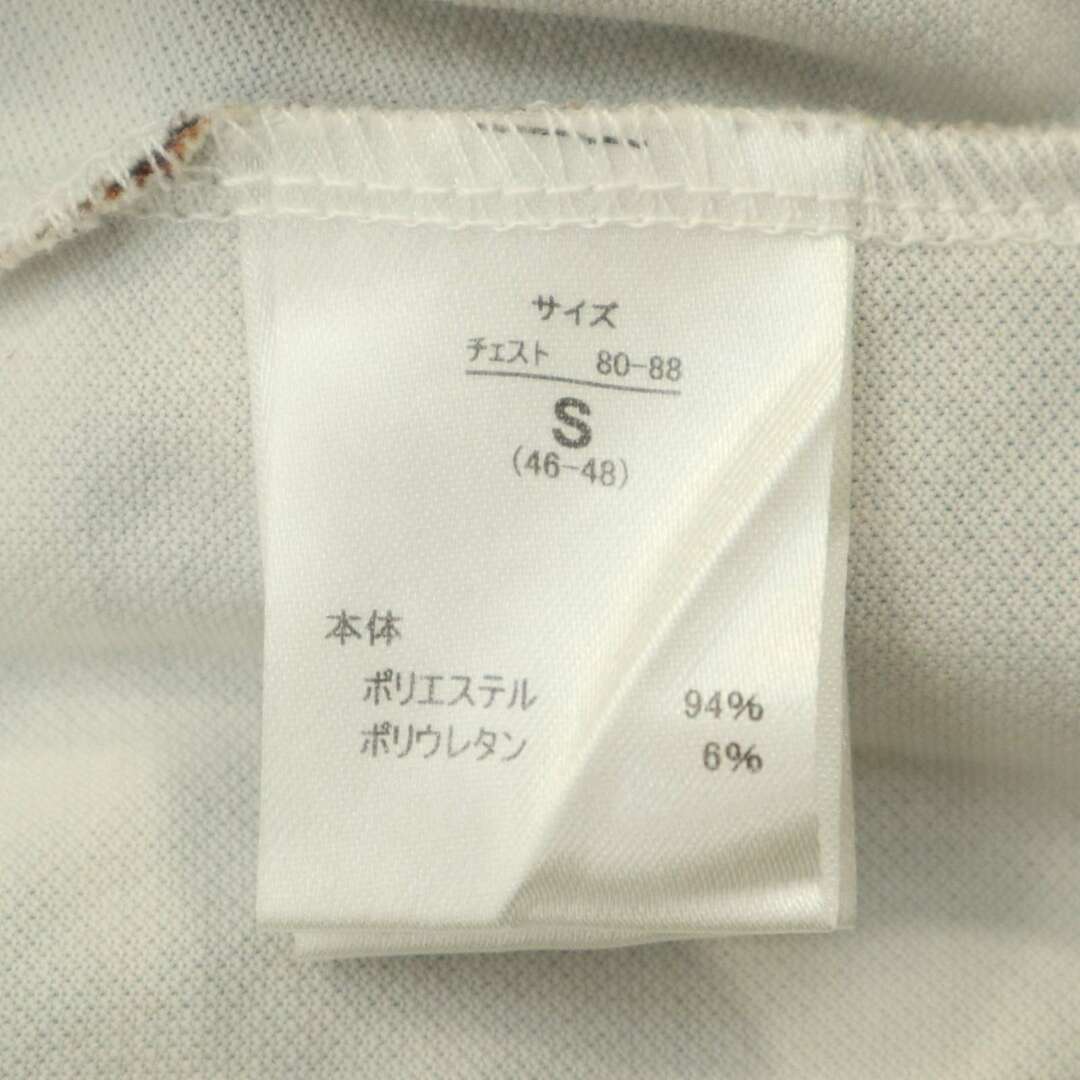 サイズ
チェスト 80-88
S
(46-48)
本体
ポリエステル 94%
ポリウレタン 6%